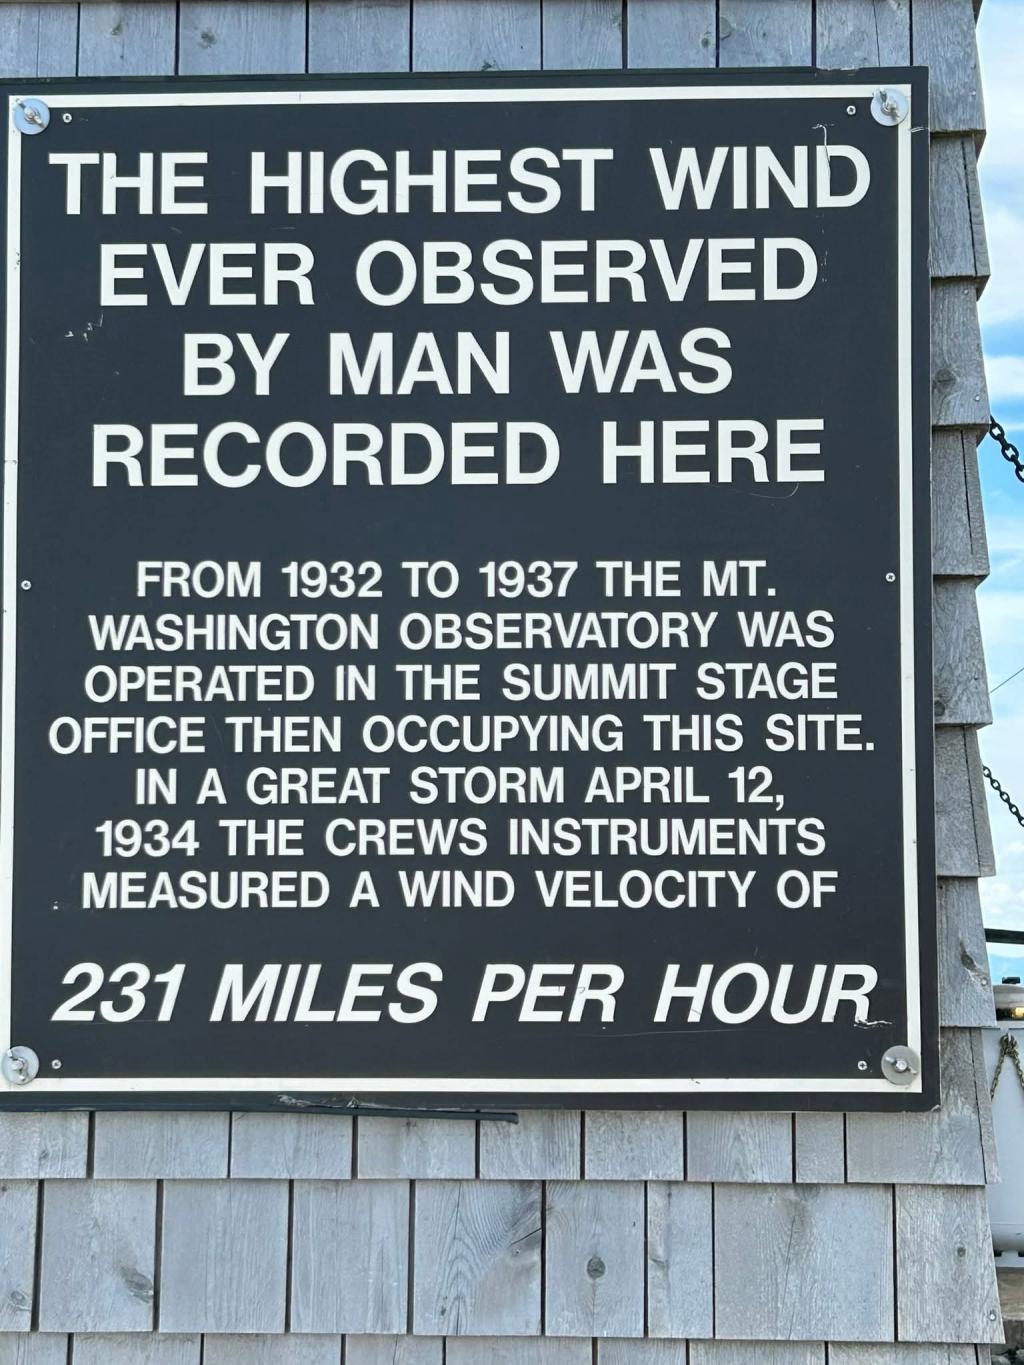 THE HIGHEST WIND
EVER OBSERVED
BY MAN WAS
RECORDED HERE
FROM 1932 TO 1937 THE MT.
WASHINGTON OBSERVATORY WAS
OPERATED IN THE SUMMIT STAGE
OFFICE THEN OCCUPYING THIS SITE.
IN A GREAT STORM APRIL 12,
1934 THE CREWS INSTRUMENTS
MEASURED A WIND VELOCITY OF
231 MILES PER HOUR